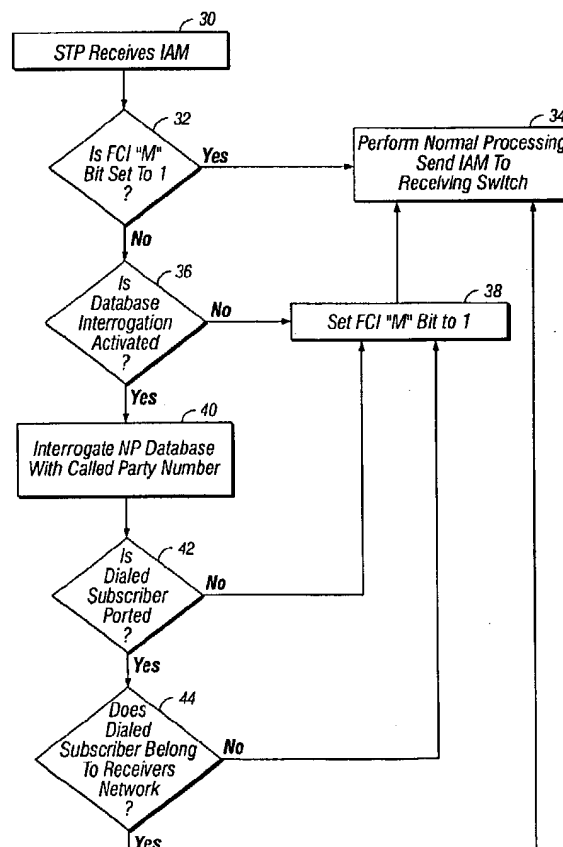 30
STP Receives IAM
32
Is FCI "M"
Bit Set To 1
?
Yes
34
Perform Normal Processing
Send IAM To
Receiving Switch
No
36
Is
Database
Interrogation
Activated
?
No
38
Set FCI "M" Bit to 1
Yes
40
Interrogate NP Database
With Called Party Number
42
Is
Dialed
Subscriber
Ported
?
No
Yes
44
Does
Dialed
Subscriber Belong
To Receivers
Network
?
No
Yes